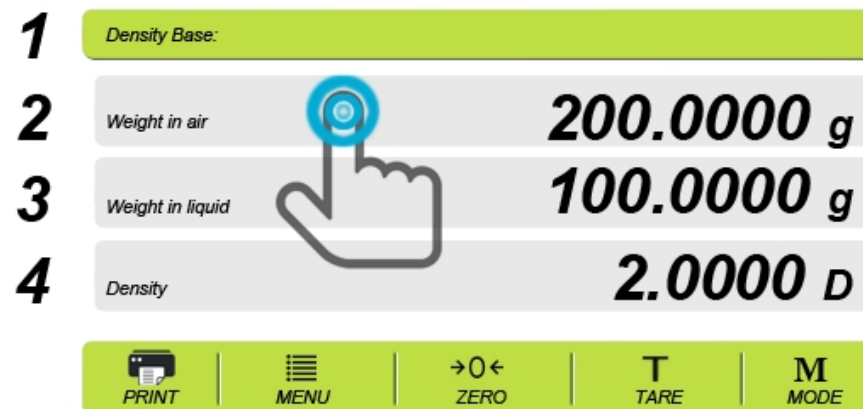 1 Density Base:
2 Weight in air 200.0000 g
3 Weight in liquid 100.0000 g
4 Density 2.0000 D
PRINT MENU →0← ZERO T TARE M MODE